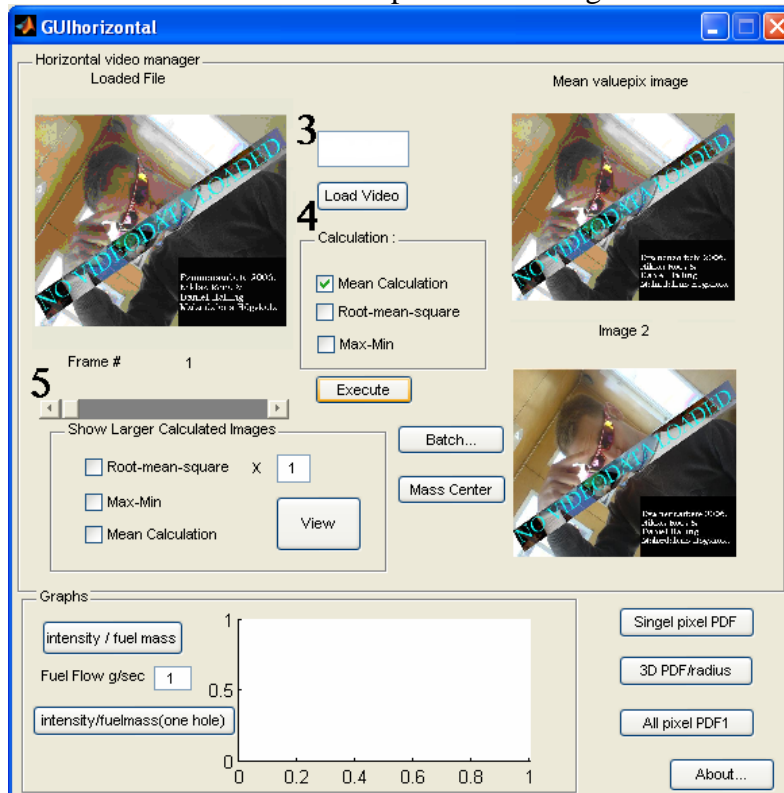 GUIhorizontal
Horizontal video manager
Loaded File
Mean valuepix image
NO VIDEODATA LOADED
3
Load Video
4
Calculation :
Mean Calculation
Root-mean-square
Max-Min
Execute
NO VIDEODATA LOADED
Image 2
Frame # 1
5
Show Larger Calculated Images
Root-mean-square X 1
Max-Min
Mean Calculation
View
Batch...
Mass Center
NO VIDEODATA LOADED
Graphs
intensity / fuel mass
Fuel Flow g/sec 1
intensity/fuelmass(one hole)
1
0.5
0
0 0.2 0.4 0.6 0.8 1
Singel pixel PDF
3D PDF/radius
All pixel PDF1
About...